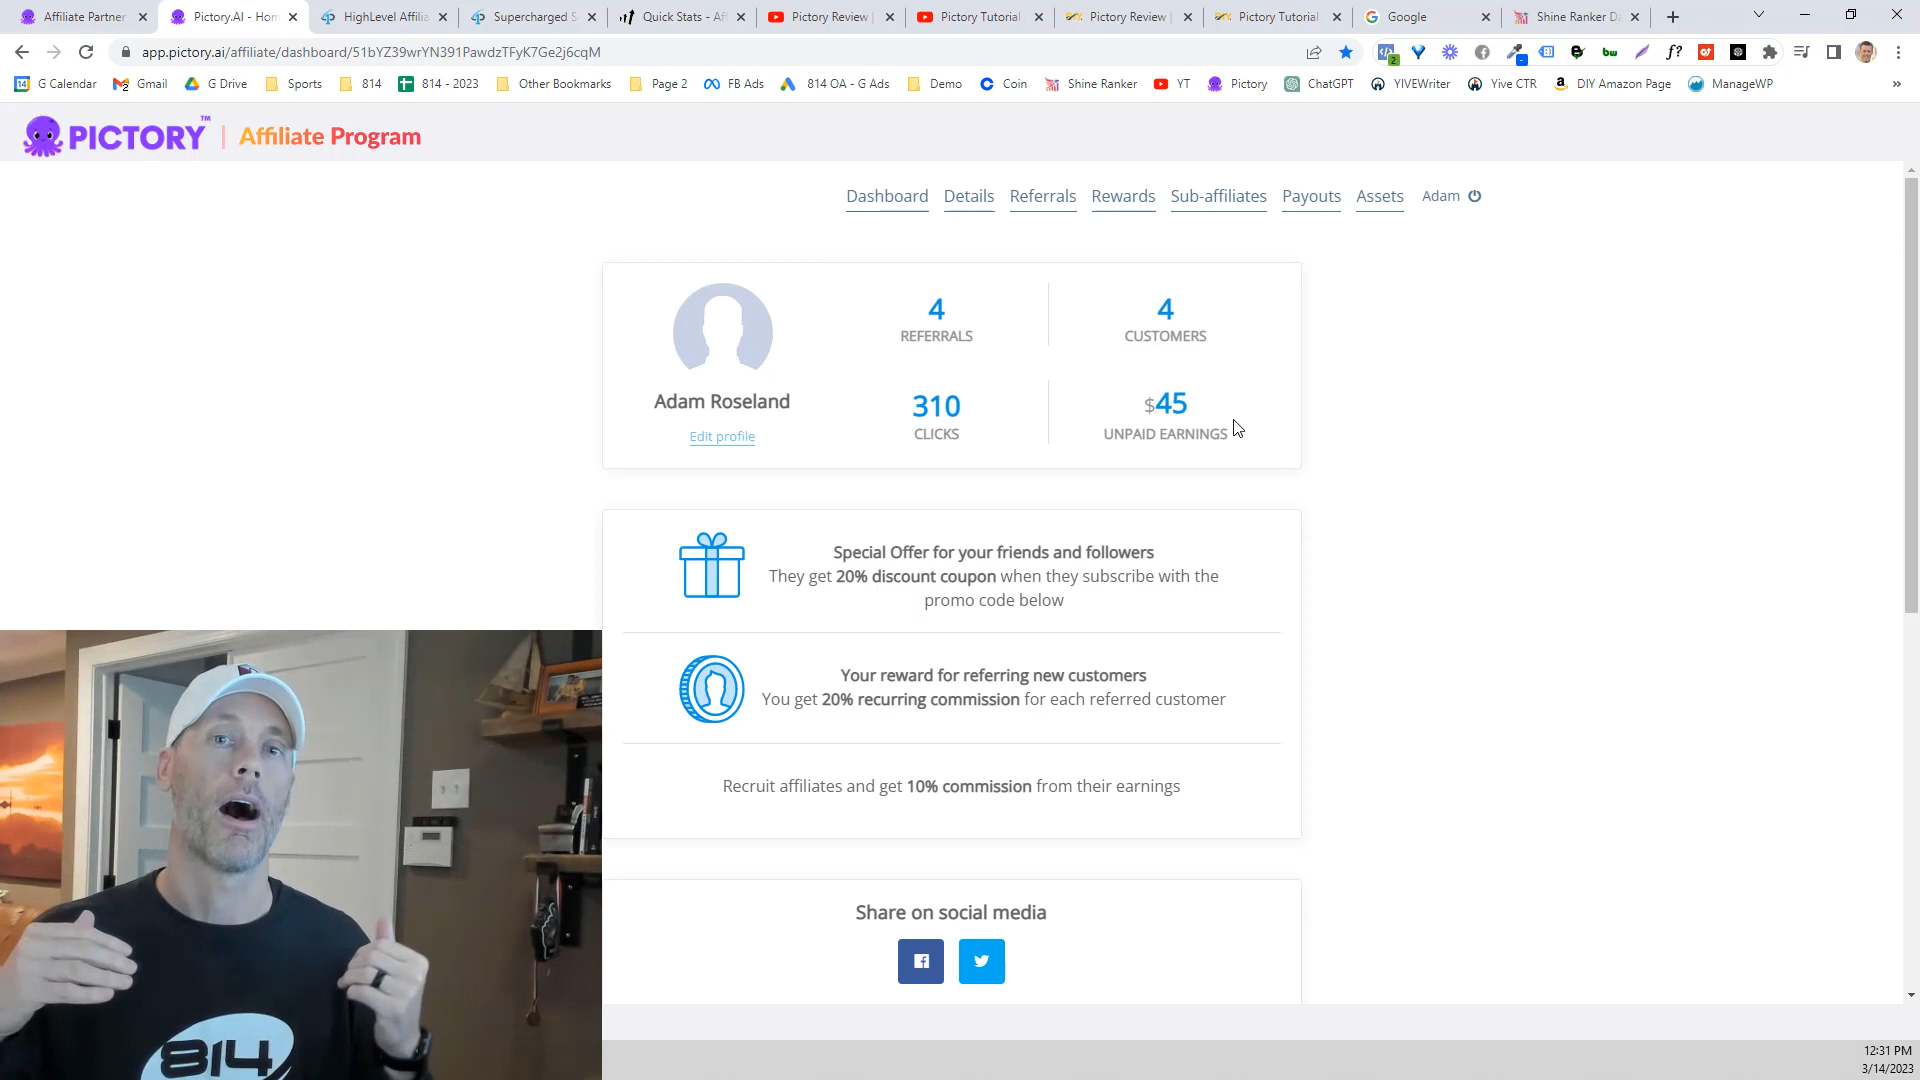 Affiliate Partner
Pictory.AI - Hom
HighLevel Affilia
Supercharged S
Quick Stats - Aff
Pictory Review |
Pictory Tutorial
Pictory Review |
Pictory Tutorial
Google
Shine Ranker Da
app.pictory.ai/affiliate/dashboard/51bYZ39wrYN391PawdzTFyK7Ge2j6cqM
G Calendar
Gmail
G Drive
Sports
814
814 - 2023
Other Bookmarks
Page 2
FB Ads
814 OA - G Ads
Demo
Coin
Shine Ranker
YT
Pictory
ChatGPT
YIVEWriter
Yive CTR
DIY Amazon Page
ManageWP
PICTORY™ | Affiliate Program
Dashboard Details Referrals Rewards Sub-affiliates Payouts Assets Adam
4
REFERRALS
4
CUSTOMERS
Adam Roseland
Edit profile
310
CLICKS
$45
UNPAID EARNINGS
Special Offer for your friends and followers
They get 20% discount coupon when they subscribe with the
promo code below
Your reward for referring new customers
You get 20% recurring commission for each referred customer
Recruit affiliates and get 10% commission from their earnings
Share on social media
814
12:31 PM
3/14/2023